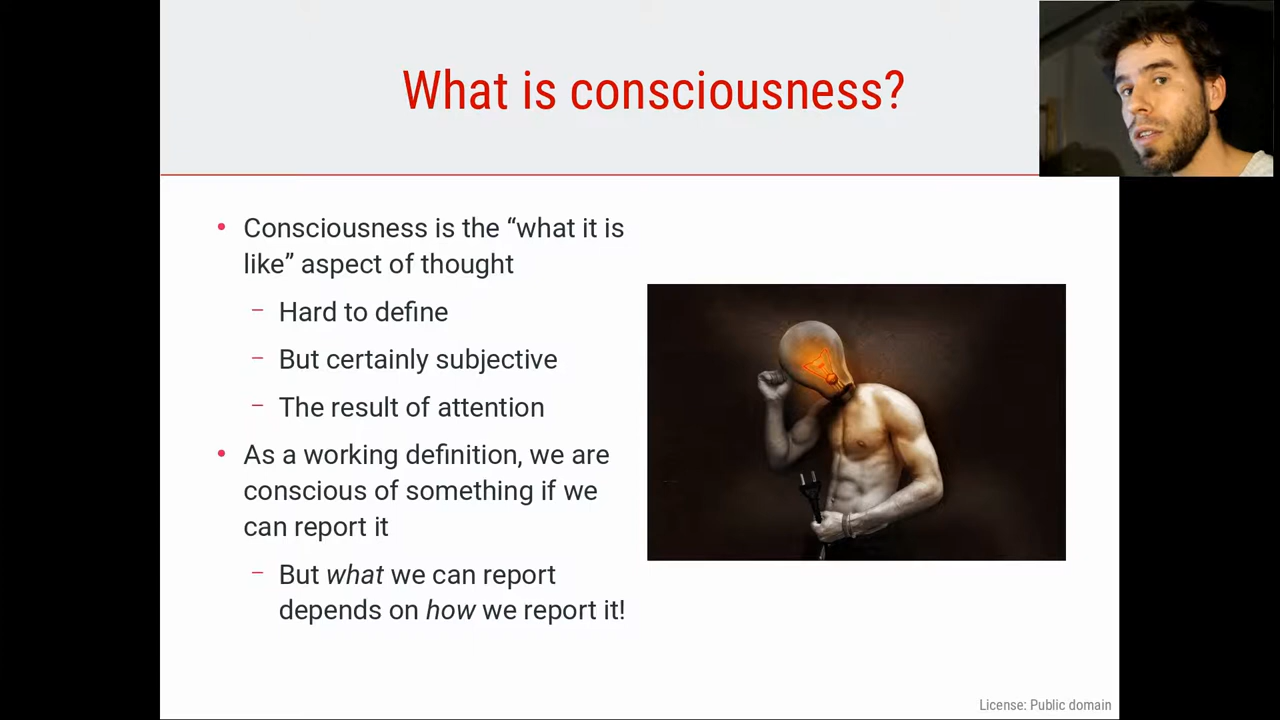 What is consciousness?
• Consciousness is the “what it is
like” aspect of thought
– Hard to define
– But certainly subjective
– The result of attention
• As a working definition, we are
conscious of something if we
can report it
– But what we can report
depends on how we report it!
License: Public domain